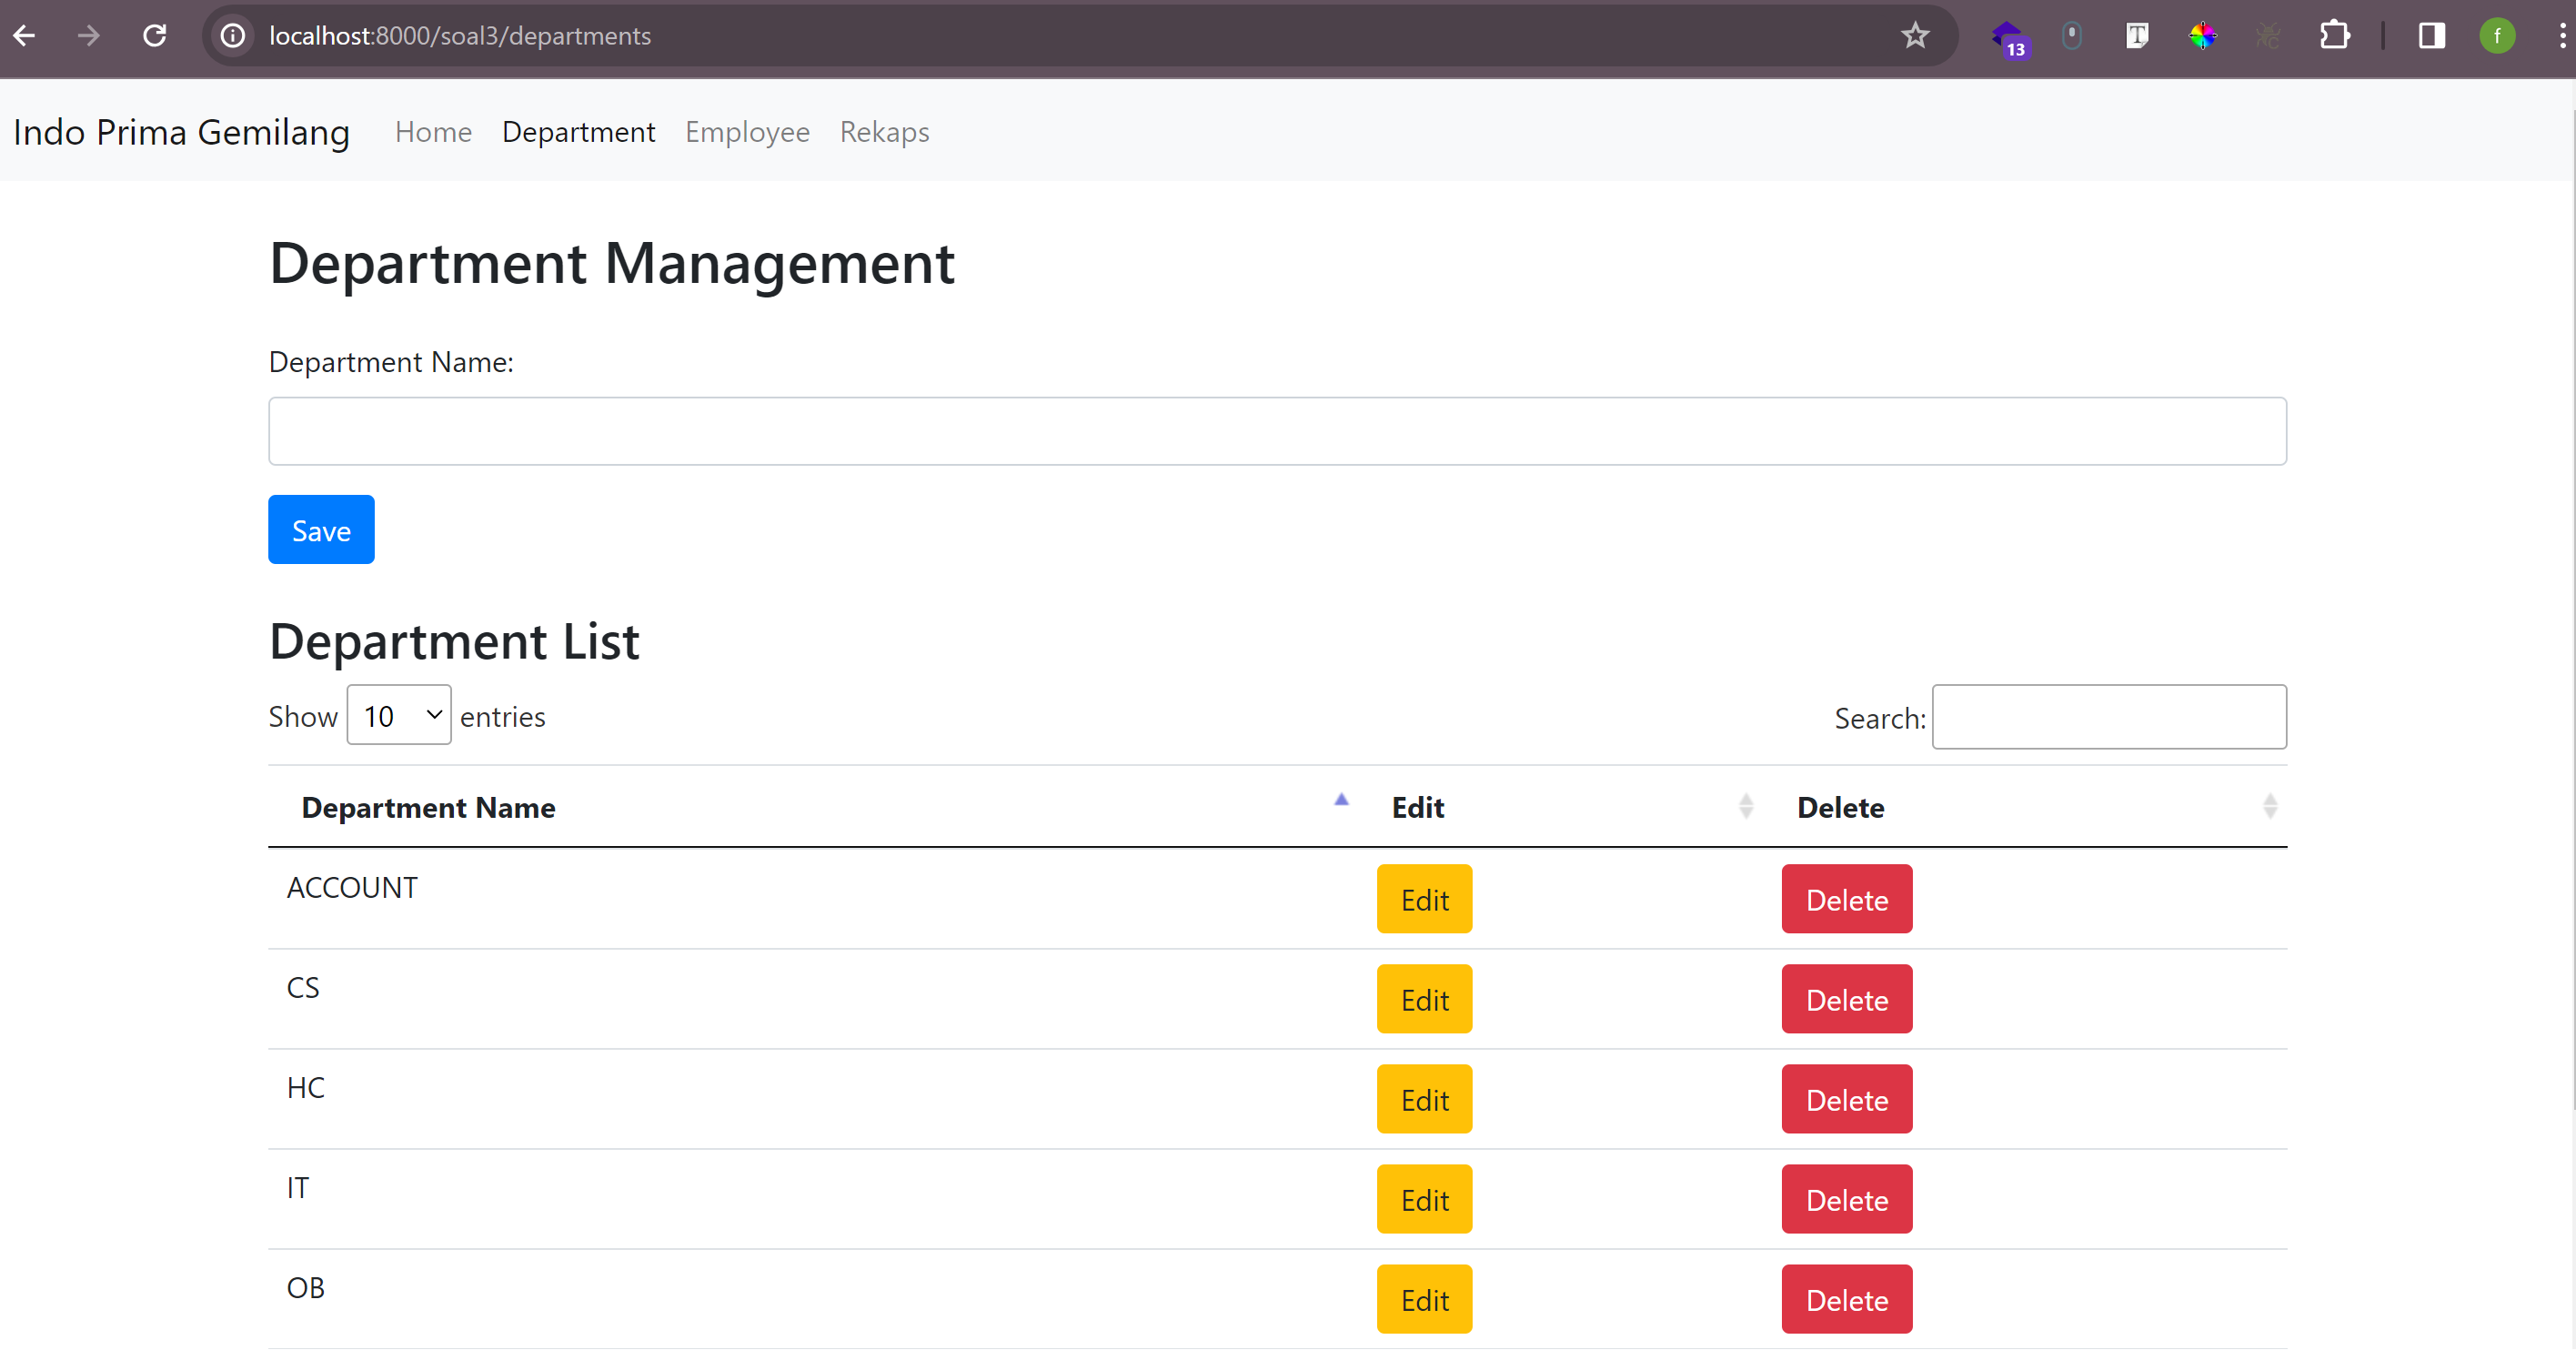 localhost:8000/soal3/departments
13
T
f
Indo Prima Gemilang Home Department Employee Rekaps
Department Management
Department Name:
Save
Department List
Show 10 entries Search:
Department Name Edit Delete
ACCOUNT Edit Delete
CS Edit Delete
HC Edit Delete
IT Edit Delete
OB Edit Delete